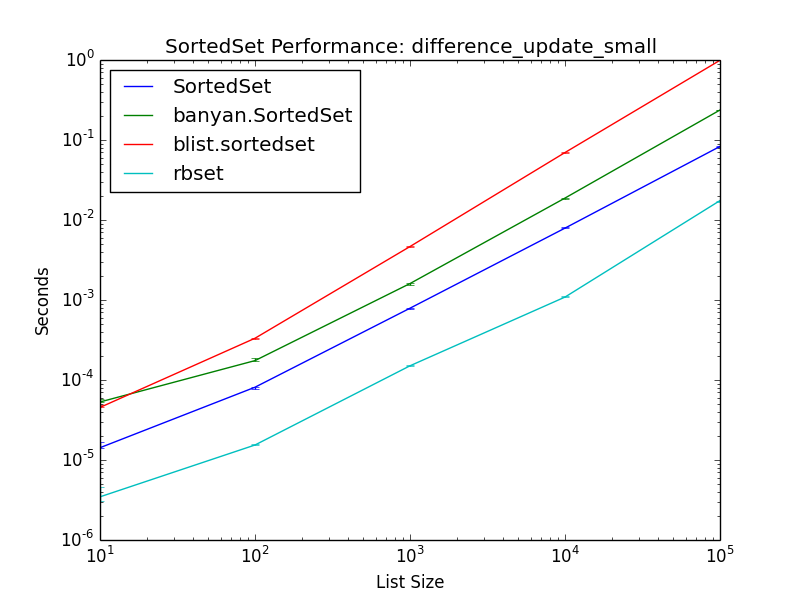 SortedSet Performance: difference_update_small
10^0
SortedSet
banyan.SortedSet
blist.sortedset
rbset
10^-1
10^-2
10^-3
10^-4
10^-5
10^-6
Seconds
10^1
10^2
10^3
10^4
10^5
List Size